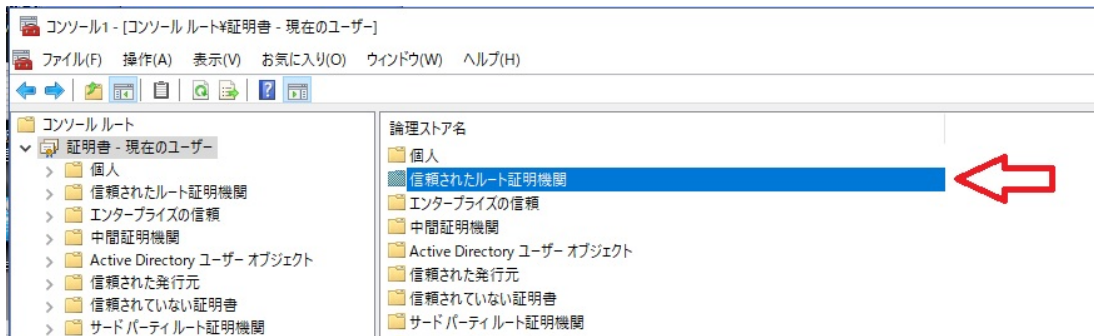 コンソール1 - [コンソール ルート¥証明書 - 現在のユーザー]
ファイル(F) 操作(A) 表示(V) お気に入り(O) ウィンドウ(W) ヘルプ(H)
コンソール ルート
証明書 - 現在のユーザー
個人
信頼されたルート証明機関
エンタープライズの信頼
中間証明機関
Active Directory ユーザー オブジェクト
信頼された発行元
信頼されていない証明書
サード パーティ ルート証明機関
論理ストア名
個人
信頼されたルート証明機関
エンタープライズの信頼
中間証明機関
Active Directory ユーザー オブジェクト
信頼された発行元
信頼されていない証明書
サード パーティ ルート証明機関